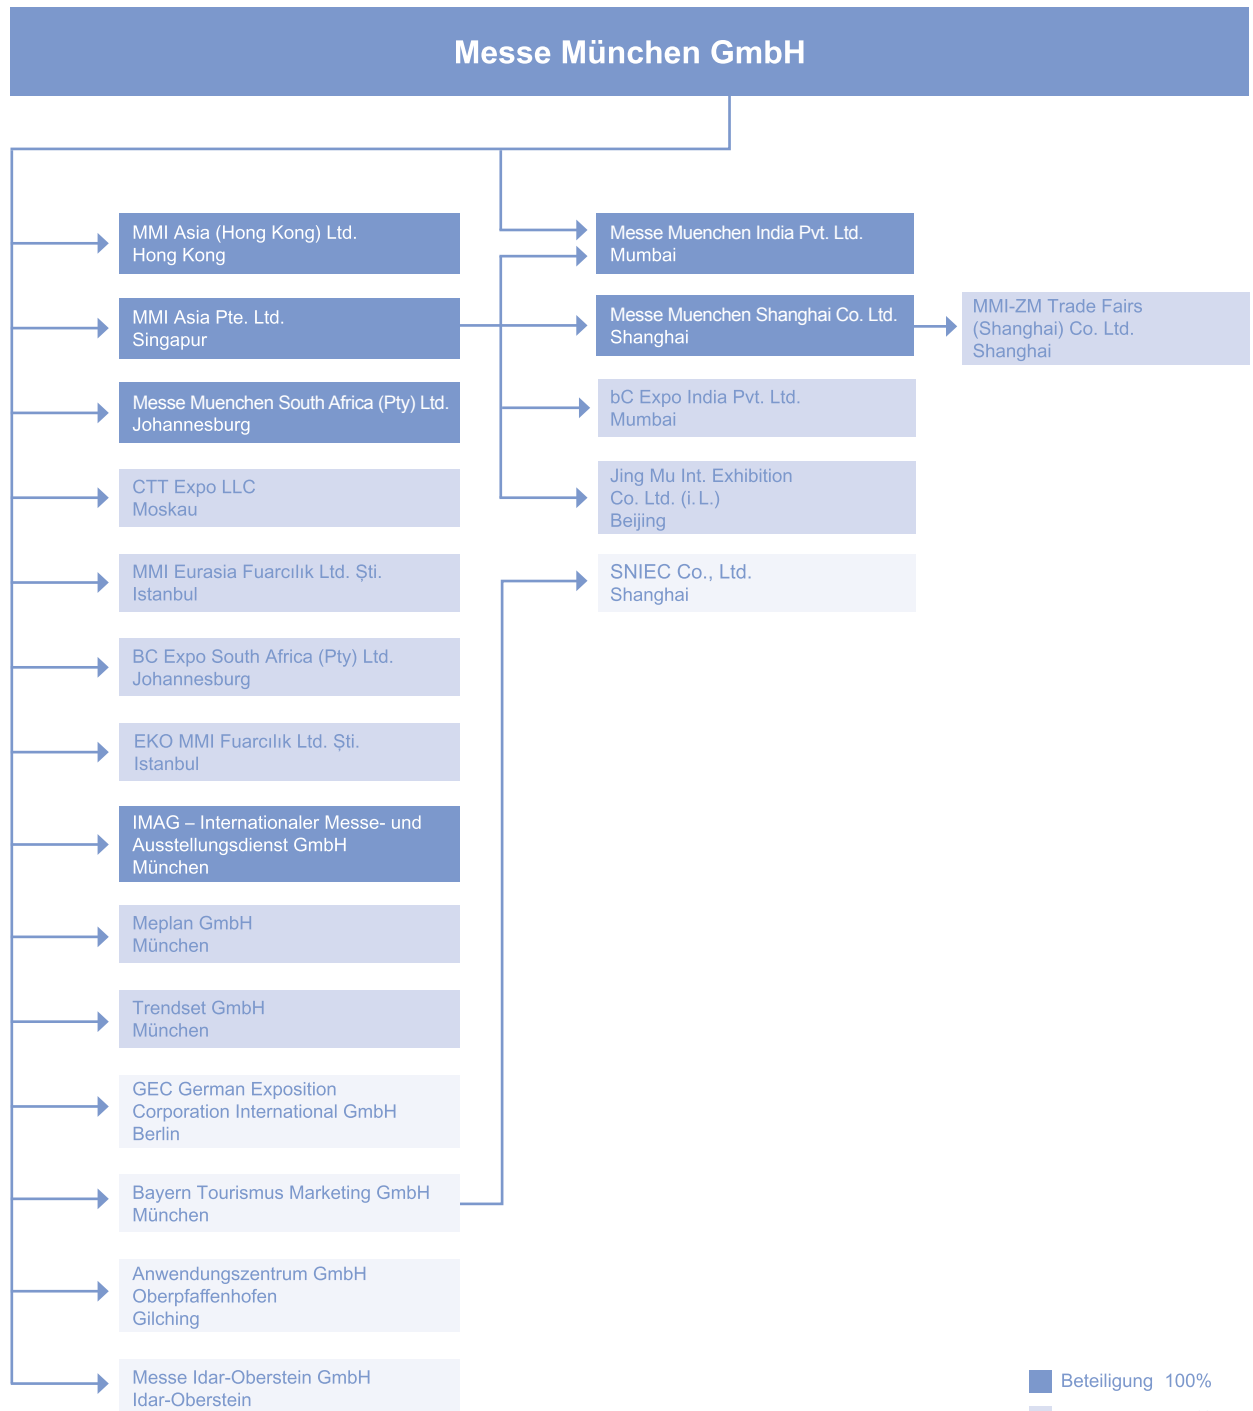 Messe München GmbH
MMI Asia (Hong Kong) Ltd.
Hong Kong
MMI Asia Pte. Ltd.
Singapur
Messe Muenchen South Africa (Pty) Ltd.
Johannesburg
CTT Expo LLC
Moskau
MMI Eurasia Fuarcılık Ltd. Şti.
Istanbul
BC Expo South Africa (Pty) Ltd.
Johannesburg
EKO MMI Fuarcılık Ltd. Şti.
Istanbul
IMAG – Internationaler Messe- und
Ausstellungsdienst GmbH
München
Meplan GmbH
München
Trendset GmbH
München
GEC German Exposition
Corporation International GmbH
Berlin
Bayern Tourismus Marketing GmbH
München
Anwendungszentrum GmbH
Oberpfaffenhofen
Gilching
Messe Idar-Oberstein GmbH
Idar-Oberstein
Messe Muenchen India Pvt. Ltd.
Mumbai
Messe Muenchen Shanghai Co. Ltd.
Shanghai
bC Expo India Pvt. Ltd.
Mumbai
Jing Mu Int. Exhibition
Co. Ltd. (i. L.)
Beijing
SNIEC Co., Ltd.
Shanghai
MMI-ZM Trade Fairs
(Shanghai) Co. Ltd.
Shanghai
Beteiligung 100%